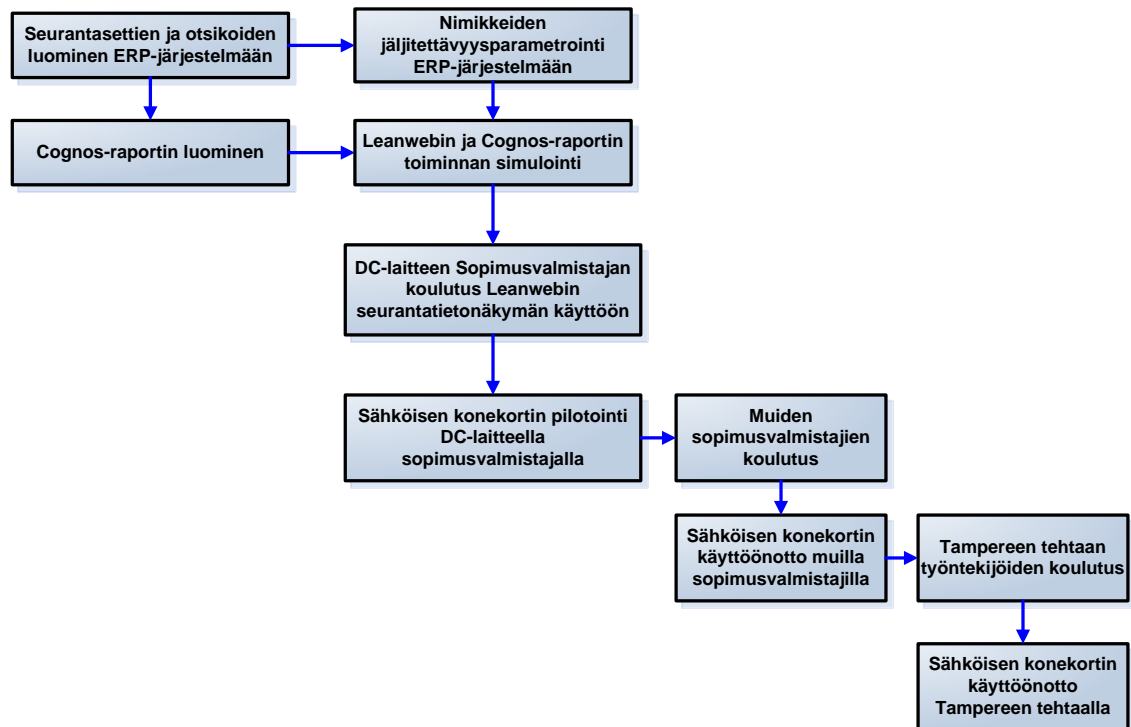 Seurantasettien ja otsikoiden
luominen ERP-järjestelmään
Nimikkeiden
jäljitettävyysparametrointi
ERP-järjestelmään
Cognos-raportin luominen
Leanwebin ja Cognos-raportin
toiminnan simulointi
DC-laitteen Sopimusvalmistajan
koulutus Leanwebin
seurantatietonäkymän käyttöön
Sähköisen konekortin pilotointi
DC-laitteella
sopimusvalmistajalla
Muiden
sopimusvalmistajien
koulutus
Sähköisen konekortin
käyttöönotto muilla
sopimusvalmistajilla
Tampereen tehtaan
työntekijöiden koulutus
Sähköisen konekortin
käyttöönotto
Tampereen tehtaalla